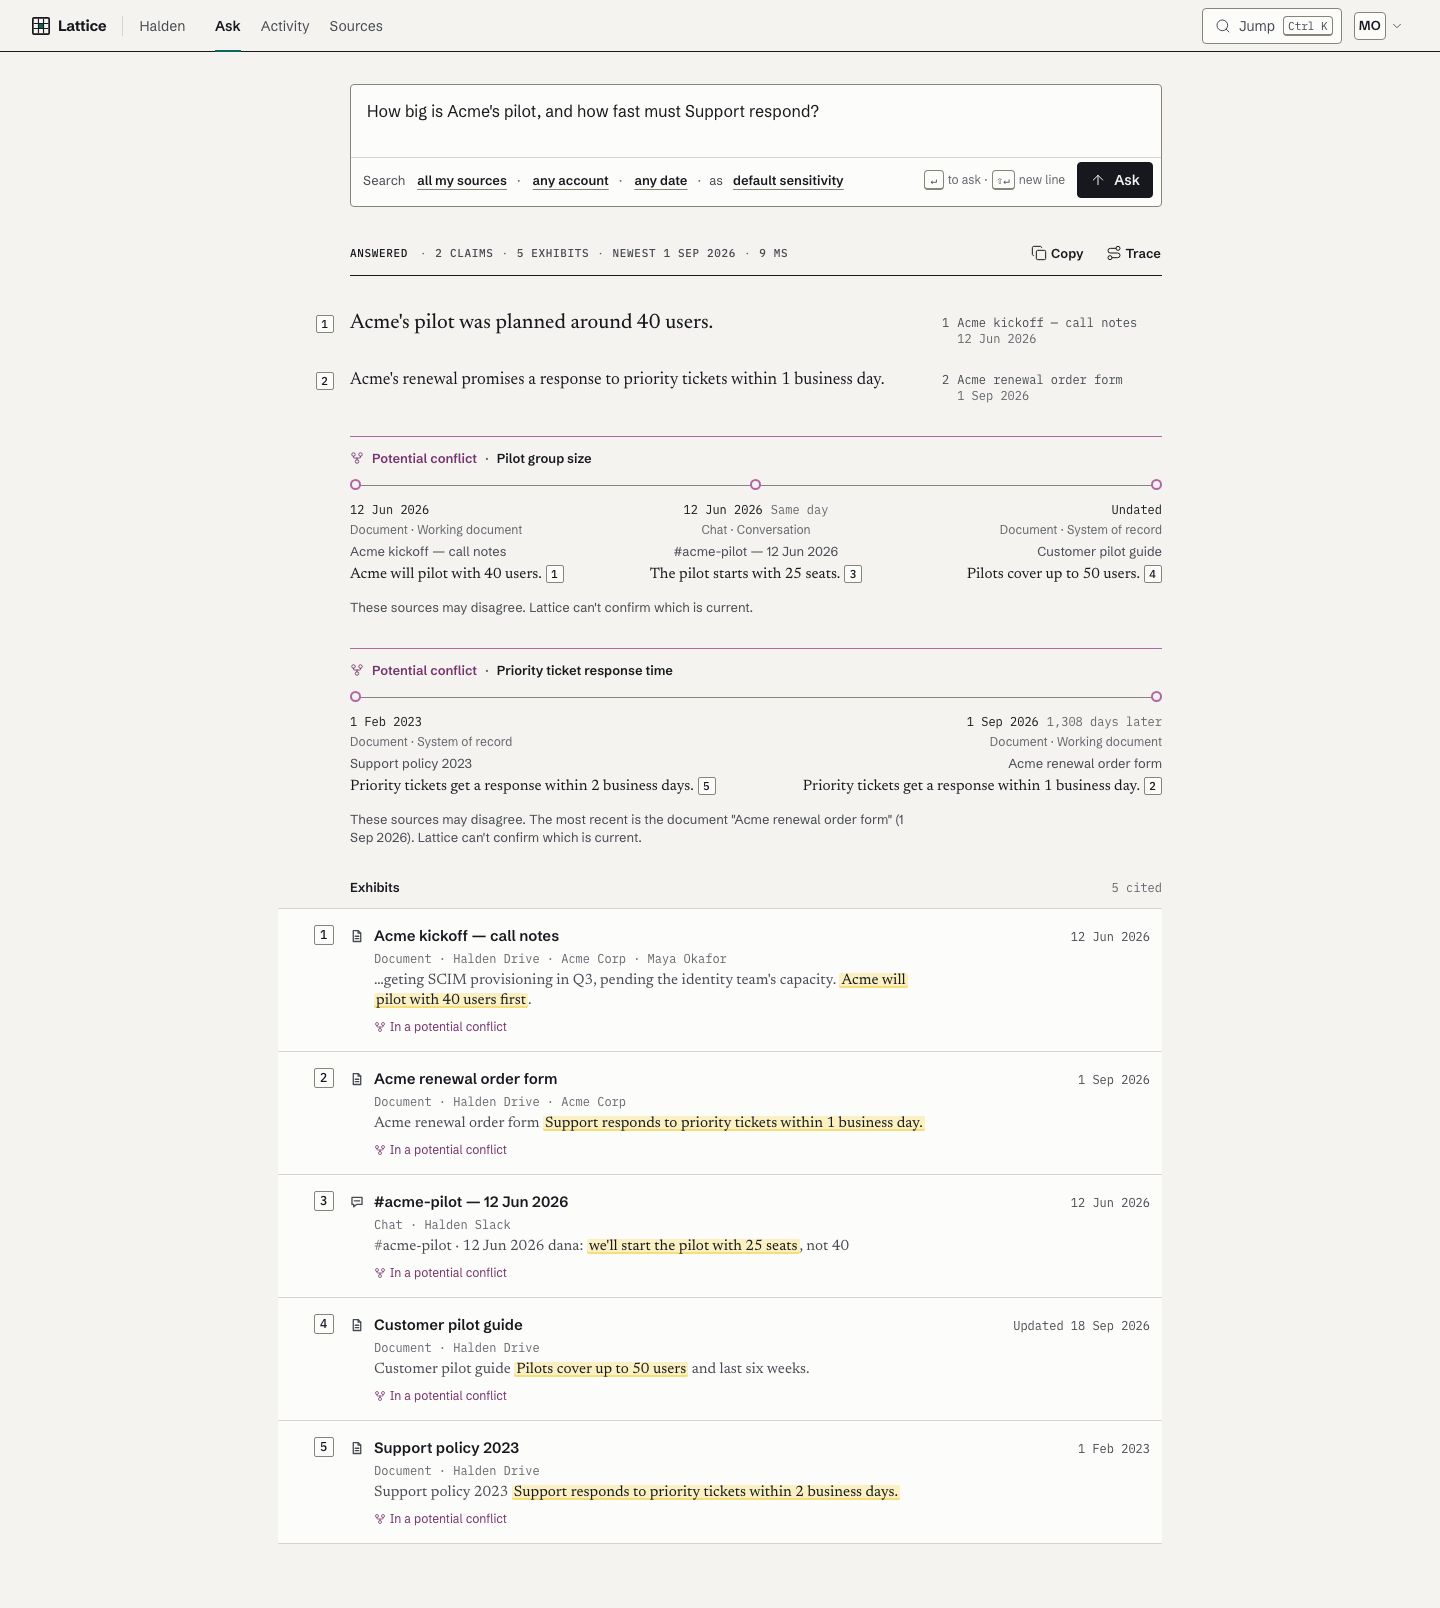 Lattice Halden Ask Activity Sources Jump Ctrl K MO
How big is Acme's pilot, and how fast must Support respond?
Search all my sources · any account · any date · as default sensitivity ↵ to ask · ⇧↵ new line ↑ Ask
ANSWERED · 2 CLAIMS · 5 EXHIBITS · NEWEST 1 SEP 2026 · 9 MS Copy Trace
1 Acme's pilot was planned around 40 users. 1 Acme kickoff — call notes
12 Jun 2026
2 Acme's renewal promises a response to priority tickets within 1 business day. 2 Acme renewal order form
1 Sep 2026
Potential conflict · Pilot group size
12 Jun 2026 12 Jun 2026 Same day Undated
Document · Working document Chat · Conversation Document · System of record
Acme kickoff — call notes #acme-pilot — 12 Jun 2026 Customer pilot guide
Acme will pilot with 40 users. 1 The pilot starts with 25 seats. 3 Pilots cover up to 50 users. 4
These sources may disagree. Lattice can't confirm which is current.
Potential conflict · Priority ticket response time
1 Feb 2023 1 Sep 2026 1,308 days later
Document · System of record Document · Working document
Support policy 2023 Acme renewal order form
Priority tickets get a response within 2 business days. 5 Priority tickets get a response within 1 business day. 2
These sources may disagree. The most recent is the document "Acme renewal order form" (1
Sep 2026). Lattice can't confirm which is current.
Exhibits 5 cited
1 Acme kickoff — call notes 12 Jun 2026
Document · Halden Drive · Acme Corp · Maya Okafor
…geting SCIM provisioning in Q3, pending the identity team's capacity. Acme will
pilot with 40 users first.
In a potential conflict
2 Acme renewal order form 1 Sep 2026
Document · Halden Drive · Acme Corp
Acme renewal order form Support responds to priority tickets within 1 business day.
In a potential conflict
3 #acme-pilot — 12 Jun 2026 12 Jun 2026
Chat · Halden Slack
#acme-pilot · 12 Jun 2026 dana: we'll start the pilot with 25 seats, not 40
In a potential conflict
4 Customer pilot guide Updated 18 Sep 2026
Document · Halden Drive
Customer pilot guide Pilots cover up to 50 users and last six weeks.
In a potential conflict
5 Support policy 2023 1 Feb 2023
Document · Halden Drive
Support policy 2023 Support responds to priority tickets within 2 business days.
In a potential conflict